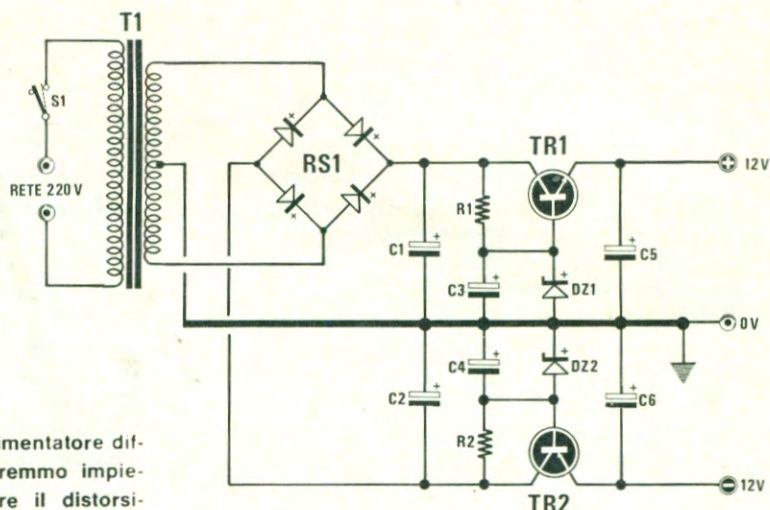 T1
S1
RETE 220 V
RS1
TR1
12V
R1
C1
C5
C3
DZ1
0V
C4
DZ2
C2
C6
R2
12V
TR2
imentatore dif-
remmo impie-
re il distorsi-